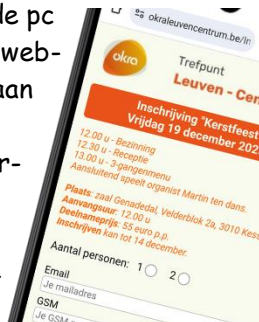 de pc
web-
aan
r-
okraleuvencentrum.be/in
okra
Trefpunt
Leuven - Cen
Inschrijving "Kerstfeest
Vrijdag 19 december 202
12.00 u - Bezinning
12.30 u - Receptie
13.00 u - 3-gangenmenu
Aansluitend speelt organist Martin ten dans.
Plaats: zaal Genadedal, Velderblok 2a, 3010 Kess
Aanvangsuur: 12.00 u
Deelnameprijs: 55 euro p.p.
Inschrijven kan tot 14 december.
Aantal personen: 1 2
Email
Je mailadres
GSM
Je GSM